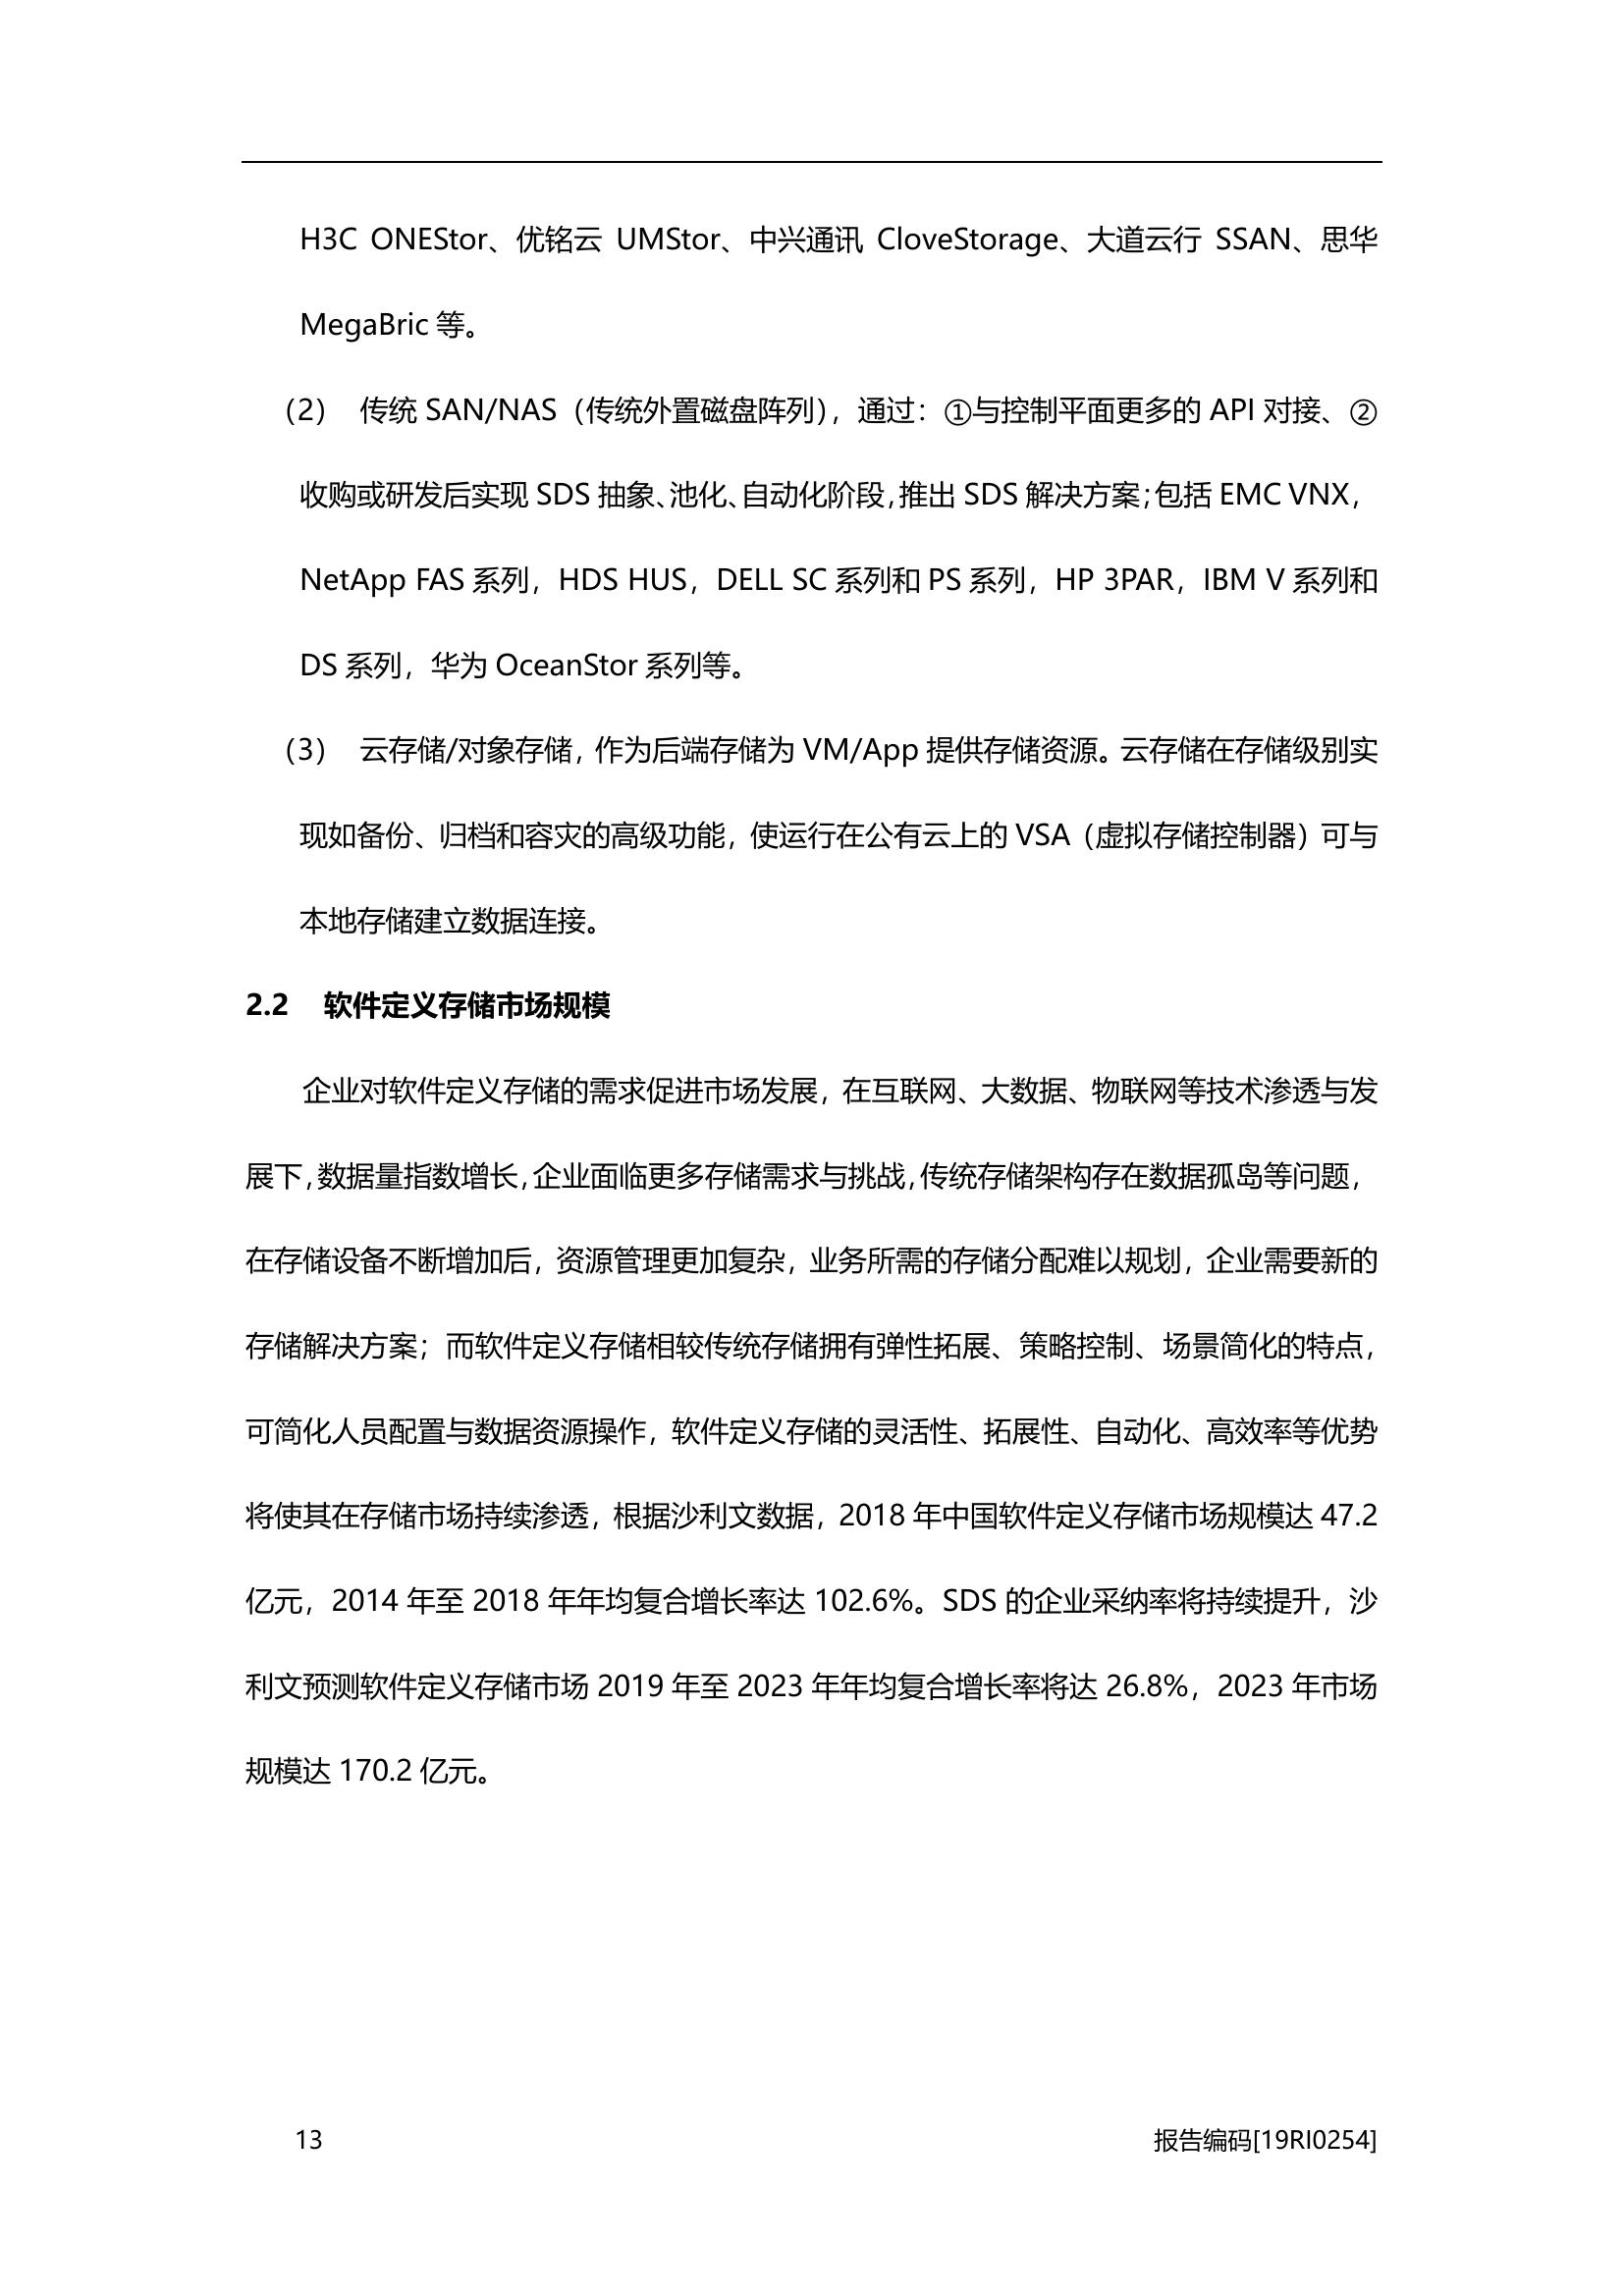 H3C ONEStor、优铭云 UMStor、中兴通讯 CloveStorage、大道云行 SSAN、思华
MegaBric 等。
（2） 传统 SAN/NAS（传统外置磁盘阵列），通过：①与控制平面更多的 API 对接、②
收购或研发后实现 SDS 抽象、池化、自动化阶段，推出 SDS 解决方案；包括 EMC VNX，
NetApp FAS 系列，HDS HUS，DELL SC 系列和 PS 系列，HP 3PAR，IBM V 系列和
DS 系列，华为 OceanStor 系列等。
（3） 云存储/对象存储，作为后端存储为 VM/App 提供存储资源。云存储在存储级别实
现如备份、归档和容灾的高级功能，使运行在公有云上的 VSA（虚拟存储控制器）可与
本地存储建立数据连接。
2.2 软件定义存储市场规模
企业对软件定义存储的需求促进市场发展，在互联网、大数据、物联网等技术渗透与发
展下，数据量指数增长，企业面临更多存储需求与挑战，传统存储架构存在数据孤岛等问题，
在存储设备不断增加后，资源管理更加复杂，业务所需的存储分配难以规划，企业需要新的
存储解决方案；而软件定义存储相较传统存储拥有弹性拓展、策略控制、场景简化的特点，
可简化人员配置与数据资源操作，软件定义存储的灵活性、拓展性、自动化、高效率等优势
将使其在存储市场持续渗透，根据沙利文数据，2018 年中国软件定义存储市场规模达 47.2
亿元，2014 年至 2018 年年均复合增长率达 102.6%。SDS 的企业采纳率将持续提升，沙
利文预测软件定义存储市场 2019 年至 2023 年年均复合增长率将达 26.8%，2023 年市场
规模达 170.2 亿元。
13 报告编码[19RI0254]